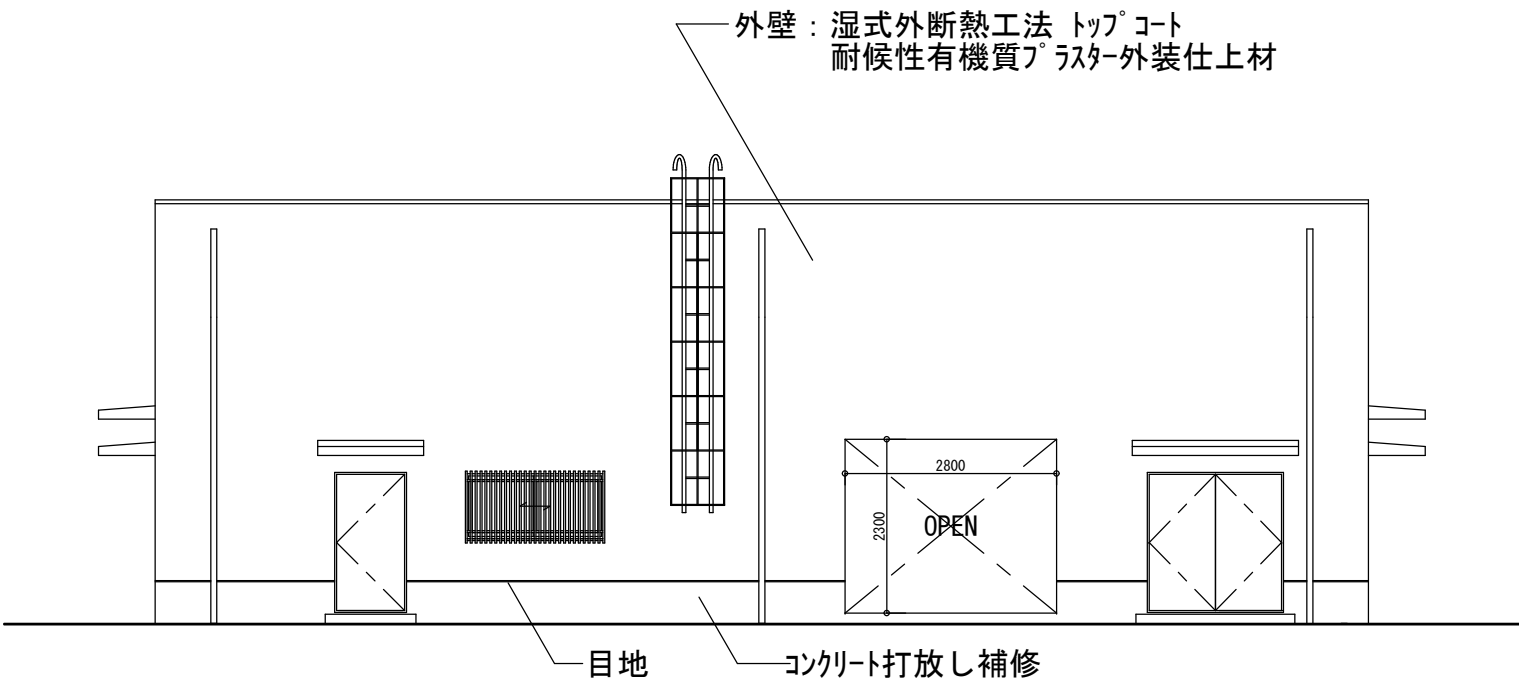 外壁：湿式外断熱工法 ﾄｯﾌﾟｺｰﾄ
耐候性有機質ﾌﾟﾗｽﾀｰ外装仕上材
2800
2300
OPEN
目地
ｺﾝｸﾘｰﾄ打放し補修